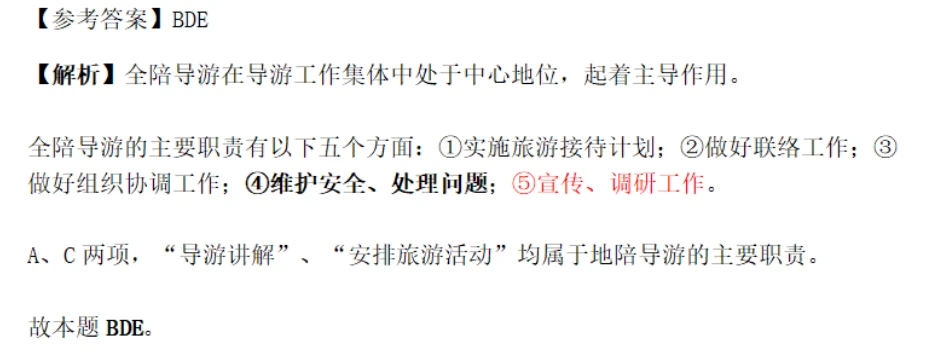 【参考答案】BDE
【解析】全陪导游在导游工作集体中处于中心地位，起着主导作用。
全陪导游的主要职责有以下五个方面：①实施旅游接待计划；②做好联络工作；③
做好组织协调工作；④维护安全、处理问题；⑤宣传、调研工作。
A、C 两项，“导游讲解”、“安排旅游活动”均属于地陪导游的主要职责。
故本题 BDE。